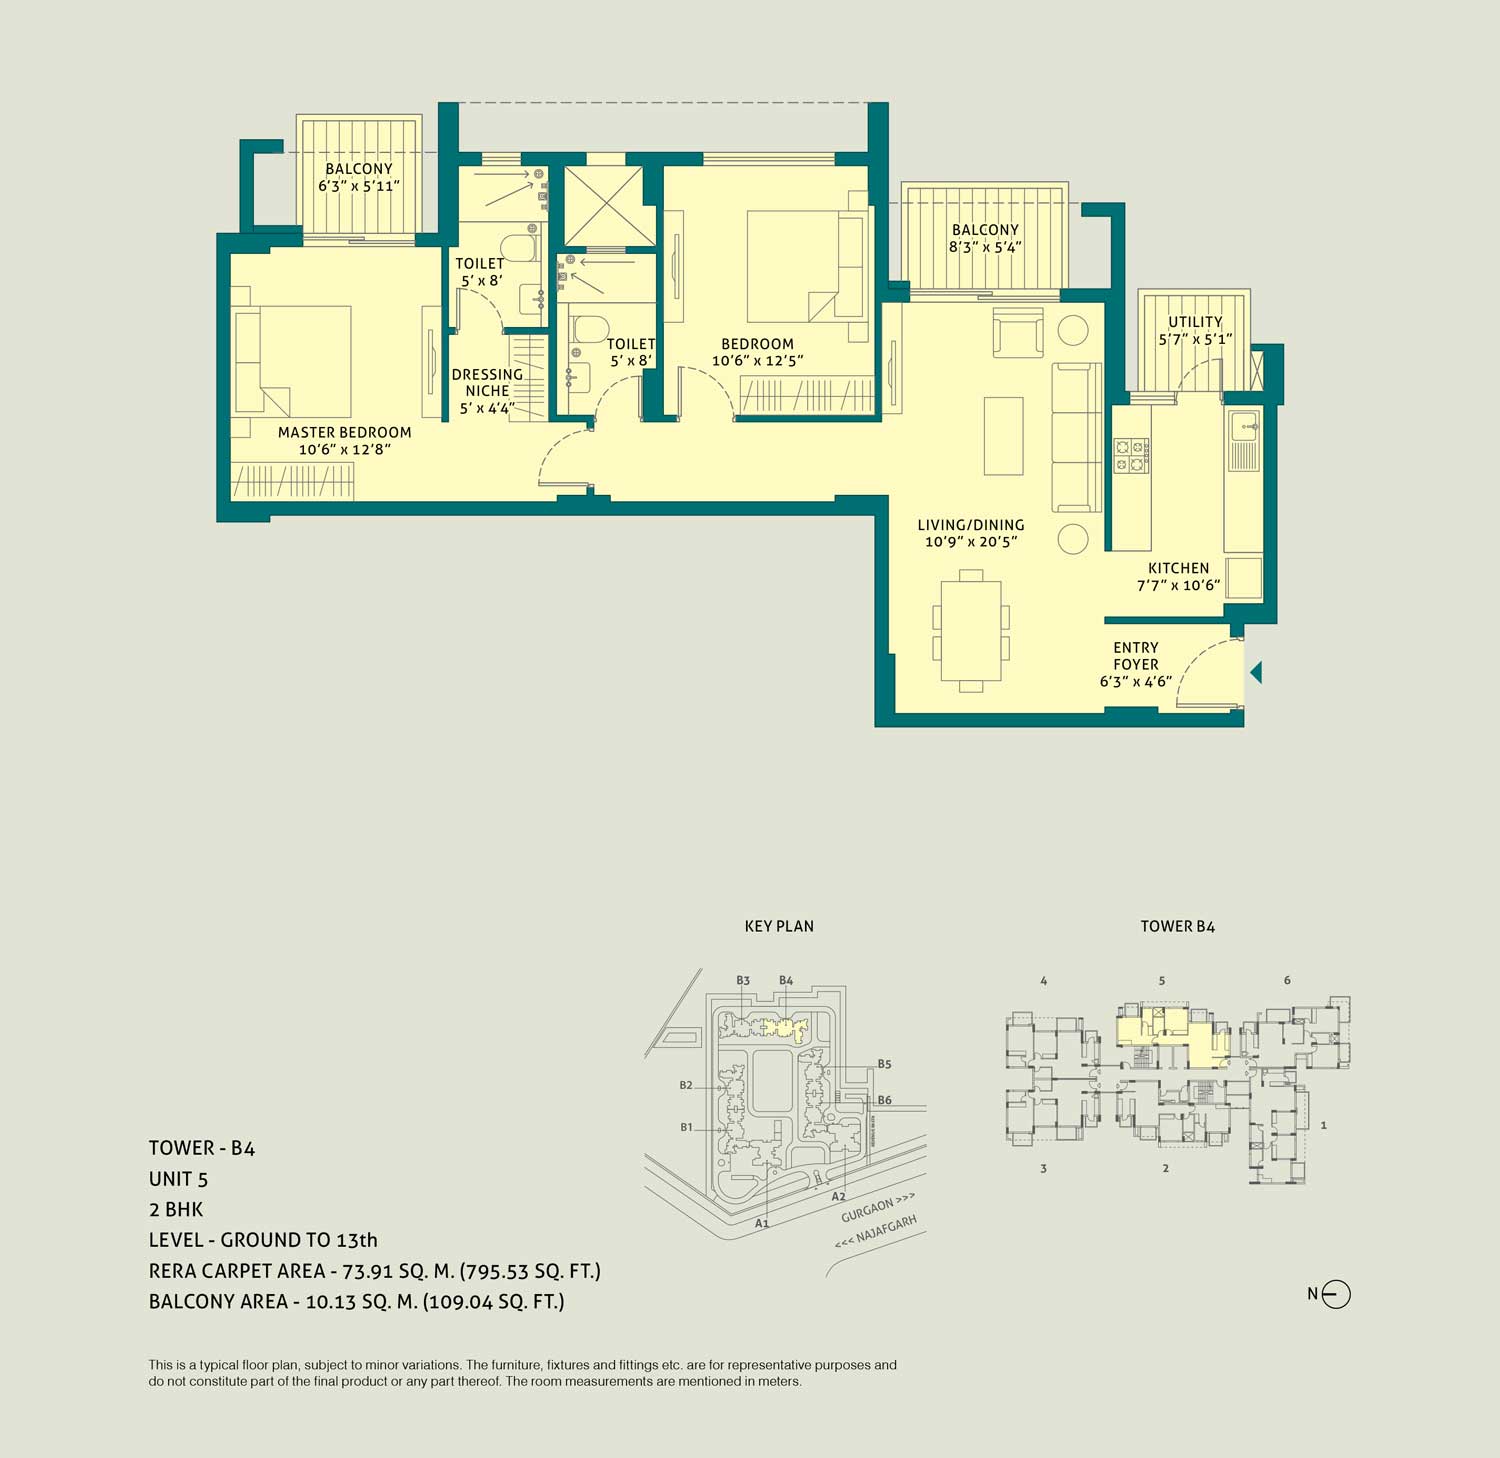 BALCONY
6'3" x 5'11"
TOILET
5' x 8'
BALCONY
8'3" x 5'4"
UTILITY
5'7" x 5'1"
TOILET
5' x 8'
BEDROOM
10'6" x 12'5"
DRESSING
NICHE
5' x 4'4"
MASTER BEDROOM
10'6" x 12'8"
LIVING/DINING
10'9" x 20'5"
KITCHEN
7'7" x 10'6"
ENTRY
FOYER
6'3" x 4'6"
KEY PLAN
B3
B4
B5
B2
B6
B1
A2
A1
GURGAON >>>
<<< NAJAFGARH
TOWER B4
4
5
6
1
3
2
N
TOWER - B4
UNIT 5
2 BHK
LEVEL - GROUND TO 13th
RERA CARPET AREA - 73.91 SQ. M. (795.53 SQ. FT.)
BALCONY AREA - 10.13 SQ. M. (109.04 SQ. FT.)
This is a typical floor plan, subject to minor variations. The furniture, fixtures and fittings etc. are for representative purposes and
do not constitute part of the final product or any part thereof. The room measurements are mentioned in meters.